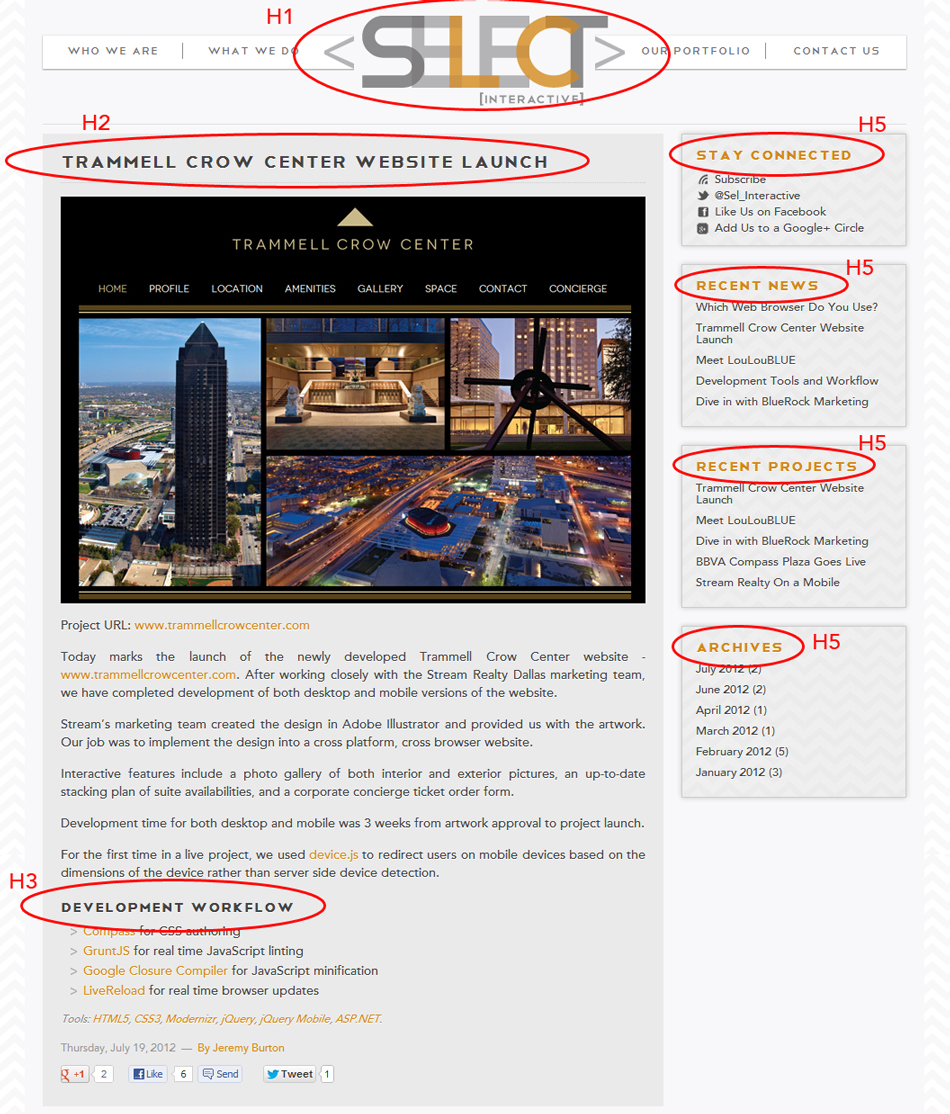 H1
WHO WE ARE
WHAT WE DO
<SELECT>
[INTERACTIVE]
OUR PORTFOLIO
CONTACT US
H2
TRAMMELL CROW CENTER WEBSITE LAUNCH
TRAMMELL CROW CENTER
HOME PROFILE LOCATION AMENITIES GALLERY SPACE CONTACT CONCIERGE
Project URL: www.trammellcrowcenter.com
Today marks the launch of the newly developed Trammell Crow Center website -
www.trammellcrowcenter.com. After working closely with the Stream Realty Dallas marketing team,
we have completed development of both desktop and mobile versions of the website.
Stream's marketing team created the design in Adobe Illustrator and provided us with the artwork.
Our job was to implement the design into a cross platform, cross browser website.
Interactive features include a photo gallery of both interior and exterior pictures, an up-to-date
stacking plan of suite availabilities, and a corporate concierge ticket order form.
Development time for both desktop and mobile was 3 weeks from artwork approval to project launch.
For the first time in a live project, we used device.js to redirect users on mobile devices based on the
dimensions of the device rather than server side device detection.
H3
DEVELOPMENT WORKFLOW
> Compass for CSS authoring
> GruntJS for real time JavaScript linting
> Google Closure Compiler for JavaScript minification
> LiveReload for real time browser updates
Tools: HTML5, CSS3, Modernizr, jQuery, jQuery Mobile, ASP.NET.
Thursday, July 19, 2012 — By Jeremy Burton
+1 2 Like 6 Send Tweet 1
H5
STAY CONNECTED
Subscribe
@Sel_Interactive
Like Us on Facebook
Add Us to a Google+ Circle
H5
RECENT NEWS
Which Web Browser Do You Use?
Trammell Crow Center Website
Launch
Meet LouLouBLUE
Development Tools and Workflow
Dive in with BlueRock Marketing
H5
RECENT PROJECTS
Trammell Crow Center Website
Launch
Meet LouLouBLUE
Dive in with BlueRock Marketing
BBVA Compass Plaza Goes Live
Stream Realty On a Mobile
H5
ARCHIVES
July 2012 (2)
June 2012 (2)
April 2012 (1)
March 2012 (1)
February 2012 (5)
January 2012 (3)